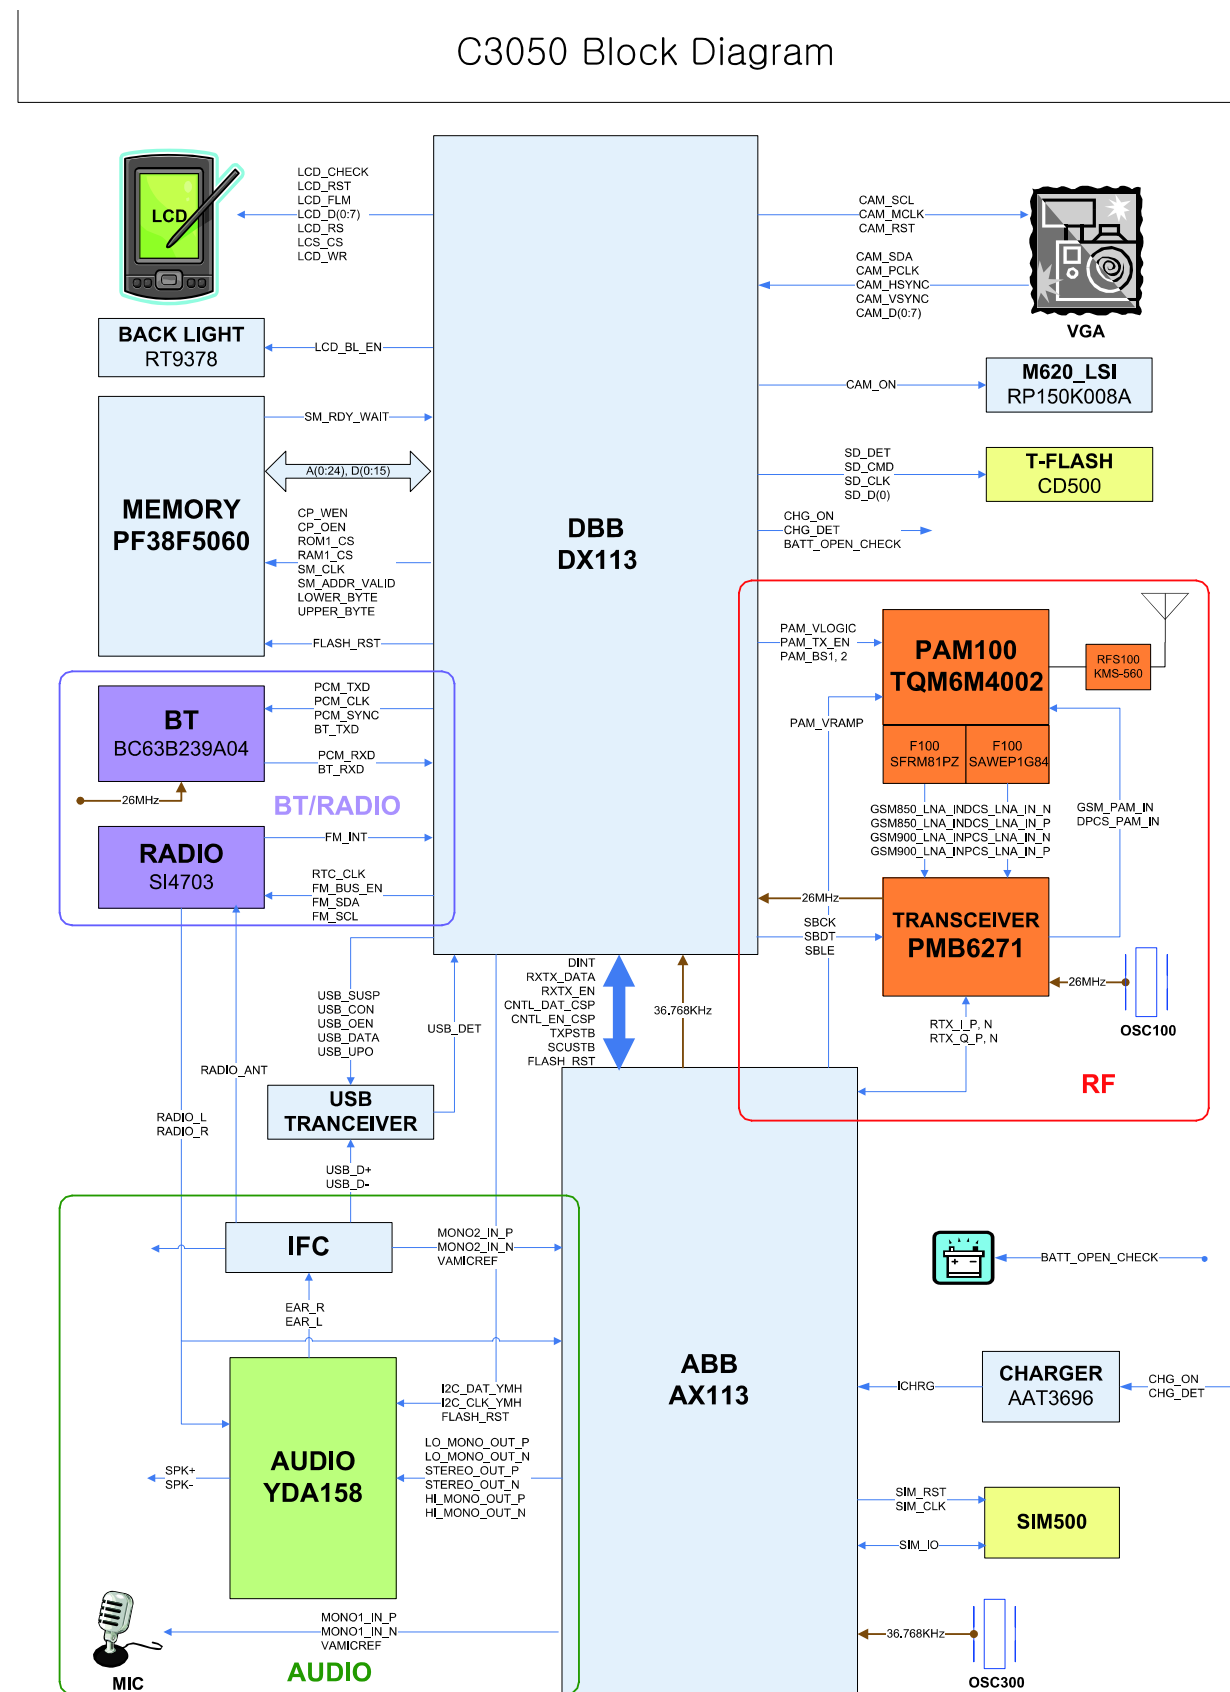 C3050 Block Diagram
LCD
LCD_CHECK
LCD_RST
LCD_FLM
LCD_D(0:7)
LCD_RS
LCS_CS
LCD_WR
CAM_SCL
CAM_MCLK
CAM_RST
CAM_SDA
CAM_PCLK
CAM_HSYNC
CAM_VSYNC
CAM_D(0:7)
VGA
BACK LIGHT
RT9378
LCD_BL_EN
CAM_ON
M620_LSI
RP150K008A
MEMORY
PF38F5060
SM_RDY_WAIT
A(0:24), D(0:15)
CP_WEN
CP_OEN
ROM1_CS
RAM1_CS
SM_CLK
SM_ADDR_VALID
LOWER_BYTE
UPPER_BYTE
FLASH_RST
DBB
DX113
SD_DET
SD_CMD
SD_CLK
SD_D(0)
T-FLASH
CD500
CHG_ON
CHG_DET
BATT_OPEN_CHECK
PAM_VLOGIC
PAM_TX_EN
PAM_BS1, 2
PAM100
TQM6M4002
RFS100
KMS-560
PAM_VRAMP
F100
SFRM81PZ
F100
SAWEP1G84
BT
BC63B239A04
PCM_TXD
PCM_CLK
PCM_SYNC
BT_TXD
PCM_RXD
BT_RXD
26MHz
BT/RADIO
RADIO
SI4703
FM_INT
RTC_CLK
FM_BUS_EN
FM_SDA
FM_SCL
GSM850_LNA_INDCS_LNA_IN_N
GSM850_LNA_INDCS_LNA_IN_P
GSM900_LNA_INPCS_LNA_IN_N
GSM900_LNA_INPCS_LNA_IN_P
GSM_PAM_IN
DPCS_PAM_IN
26MHz
SBCK
SBDT
SBLE
TRANSCEIVER
PMB6271
26MHz
OSC100
RTX_I_P, N
RTX_Q_P, N
RF
USB_SUSP
USB_CON
USB_OEN
USB_DATA
USB_UPO
USB_DET
DINT
RXTX_DATA
RXTX_EN
CNTL_DAT_CSP
CNTL_EN_CSP
TXPSTB
SCUSTB
FLASH_RST
36.768KHz
RADIO_ANT
USB
TRANCEIVER
RADIO_L
RADIO_R
USB_D+
USB_D-
IFC
MONO2_IN_P
MONO2_IN_N
VAMICREF
BATT_OPEN_CHECK
EAR_R
EAR_L
ABB
AX113
ICHRG
CHARGER
AAT3696
CHG_ON
CHG_DET
I2C_DAT_YMH
I2C_CLK_YMH
FLASH_RST
AUDIO
YDA158
LO_MONO_OUT_P
LO_MONO_OUT_N
STEREO_OUT_P
STEREO_OUT_N
HI_MONO_OUT_P
HI_MONO_OUT_N
SPK+
SPK-
SIM_RST
SIM_CLK
SIM_IO
SIM500
MONO1_IN_P
MONO1_IN_N
VAMICREF
MIC
AUDIO
36.768KHz
OSC300